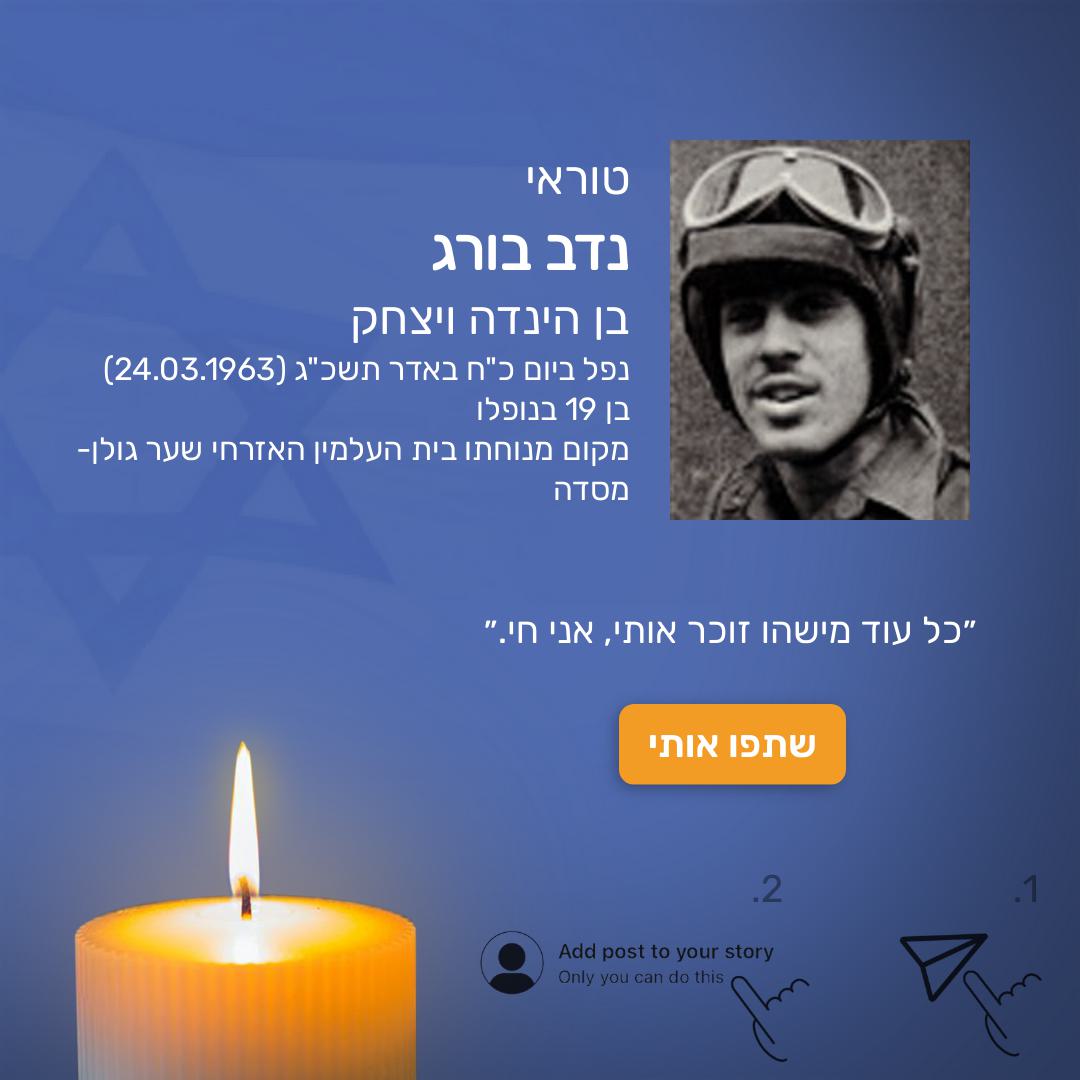 טוראי
נדב בורג
בן הינדה ויצחק
נפל ביום כ"ח באדר תשכ"ג (24.03.1963)
בן 19 בנופלו
מקום מנוחתו בית העלמין האזרחי שער גולן-
מסדה
״כל עוד מישהו זוכר אותי, אני חי.״
שתפו אותי
.1
.2
Add post to your story
Only you can do this